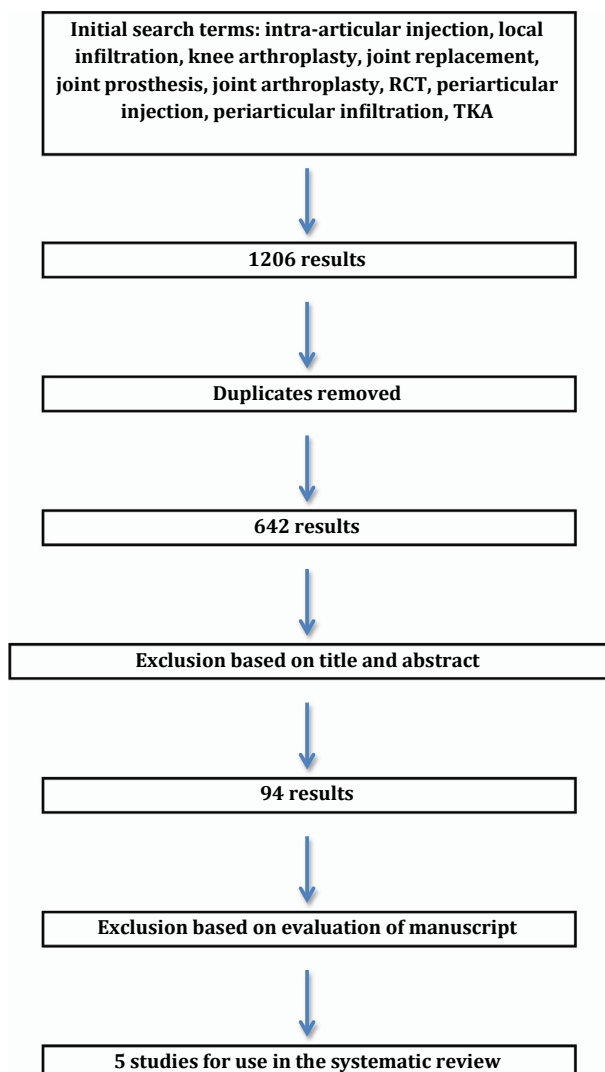 Initial search terms: intra-articular injection, local
infiltration, knee arthroplasty, joint replacement,
joint prosthesis, joint arthroplasty, RCT, periarticular
injection, periarticular infiltration, TKA
1206 results
Duplicates removed
642 results
Exclusion based on title and abstract
94 results
Exclusion based on evaluation of manuscript
5 studies for use in the systematic review